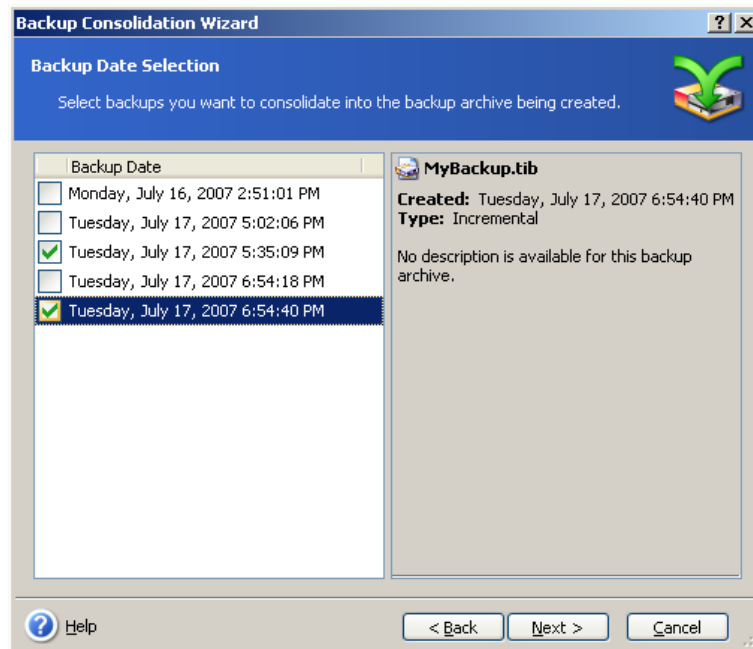 Backup Consolidation Wizard
Backup Date Selection
Select backups you want to consolidate into the backup archive being created.
Backup Date
Monday, July 16, 2007 2:51:01 PM
Tuesday, July 17, 2007 5:02:06 PM
Tuesday, July 17, 2007 5:35:09 PM
Tuesday, July 17, 2007 6:54:18 PM
Tuesday, July 17, 2007 6:54:40 PM
MyBackup.tib
Created: Tuesday, July 17, 2007 6:54:40 PM
Type: Incremental
No description is available for this backup
archive.
Help
< Back
Next >
Cancel